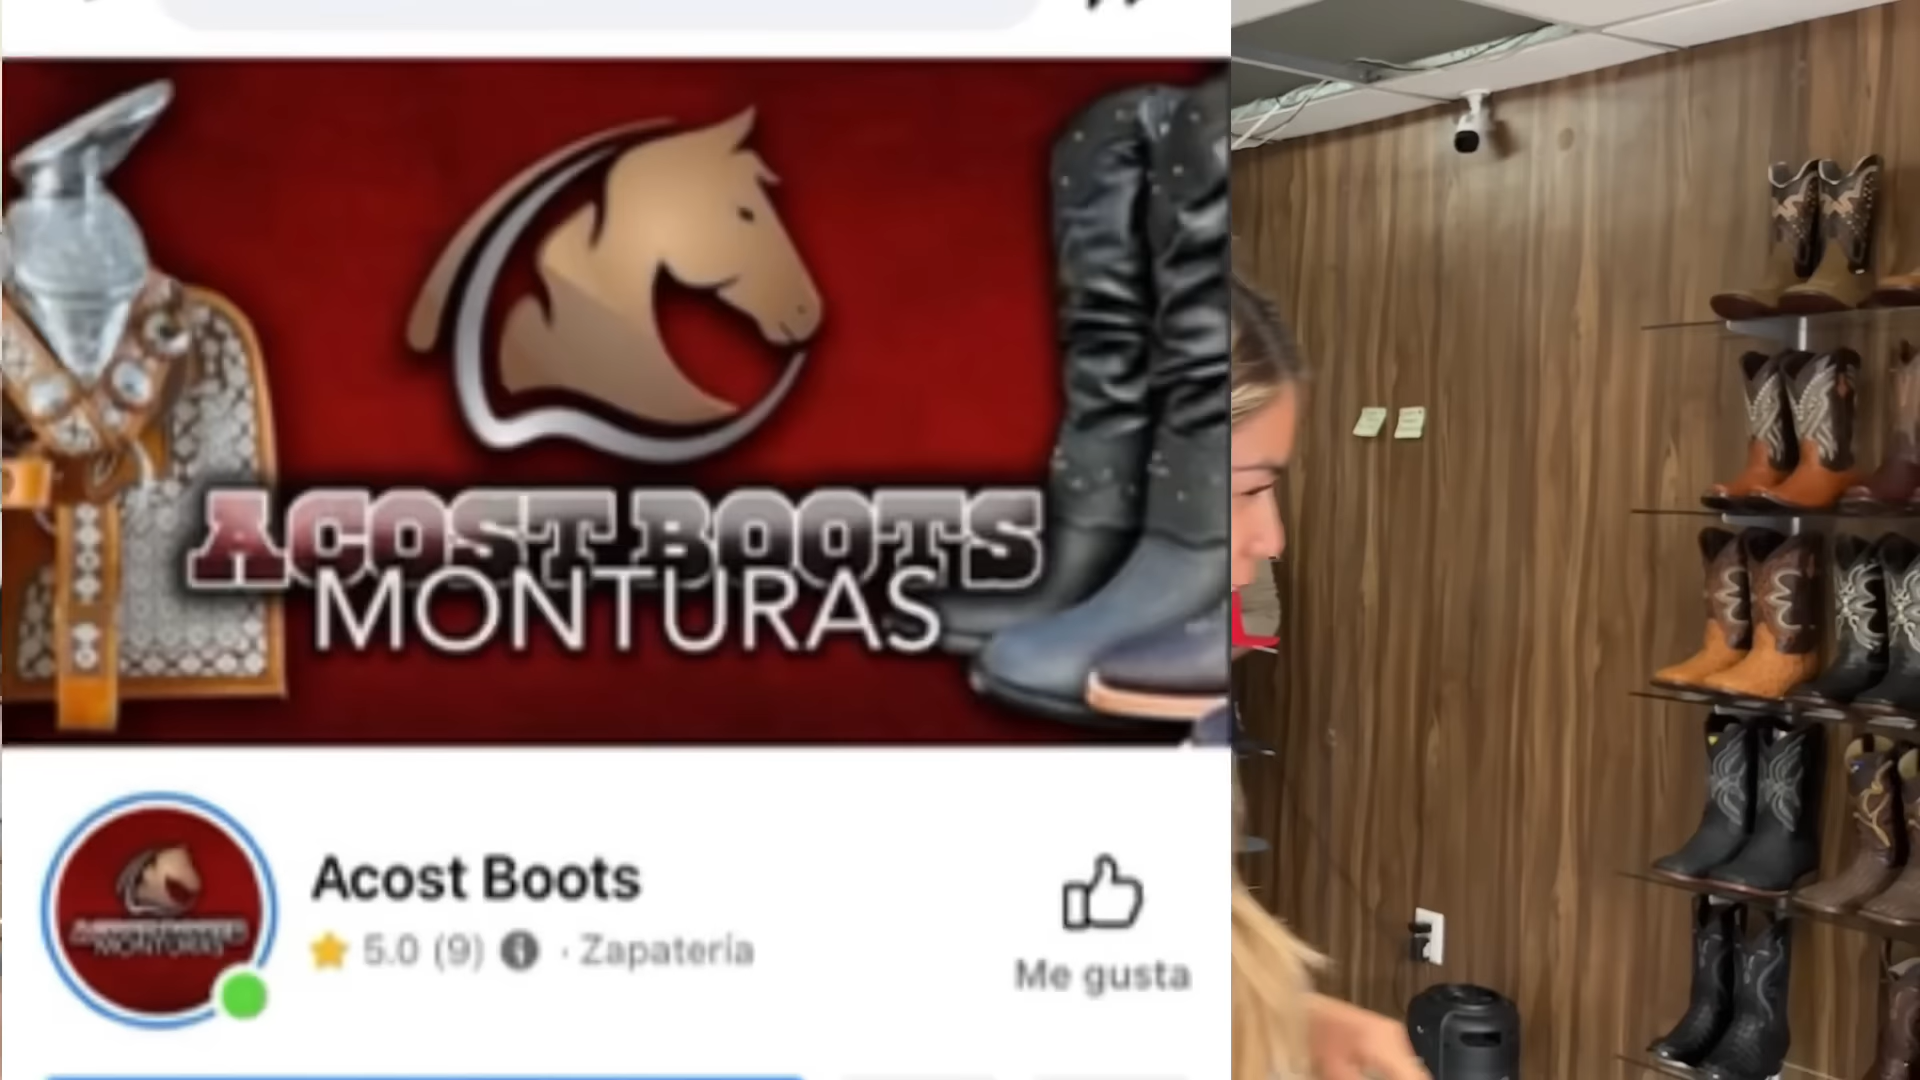 ACOST BOOTS
MONTURAS
Acost Boots
5.0 (9) · Zapatería
Me gusta